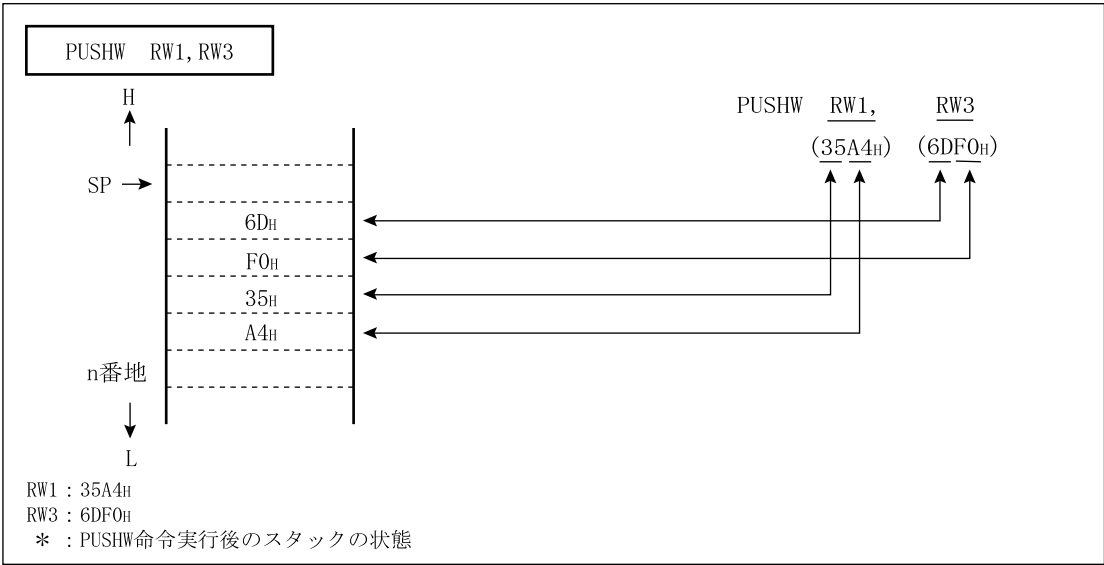 PUSHW RW1, RW3
H
PUSHW RW1, RW3
(35A4H) (6DF0H)
SP
6DH
F0H
35H
A4H
n番地
L
RW1：35A4H
RW3：6DF0H
＊：PUSHW命令実行後のスタックの状態